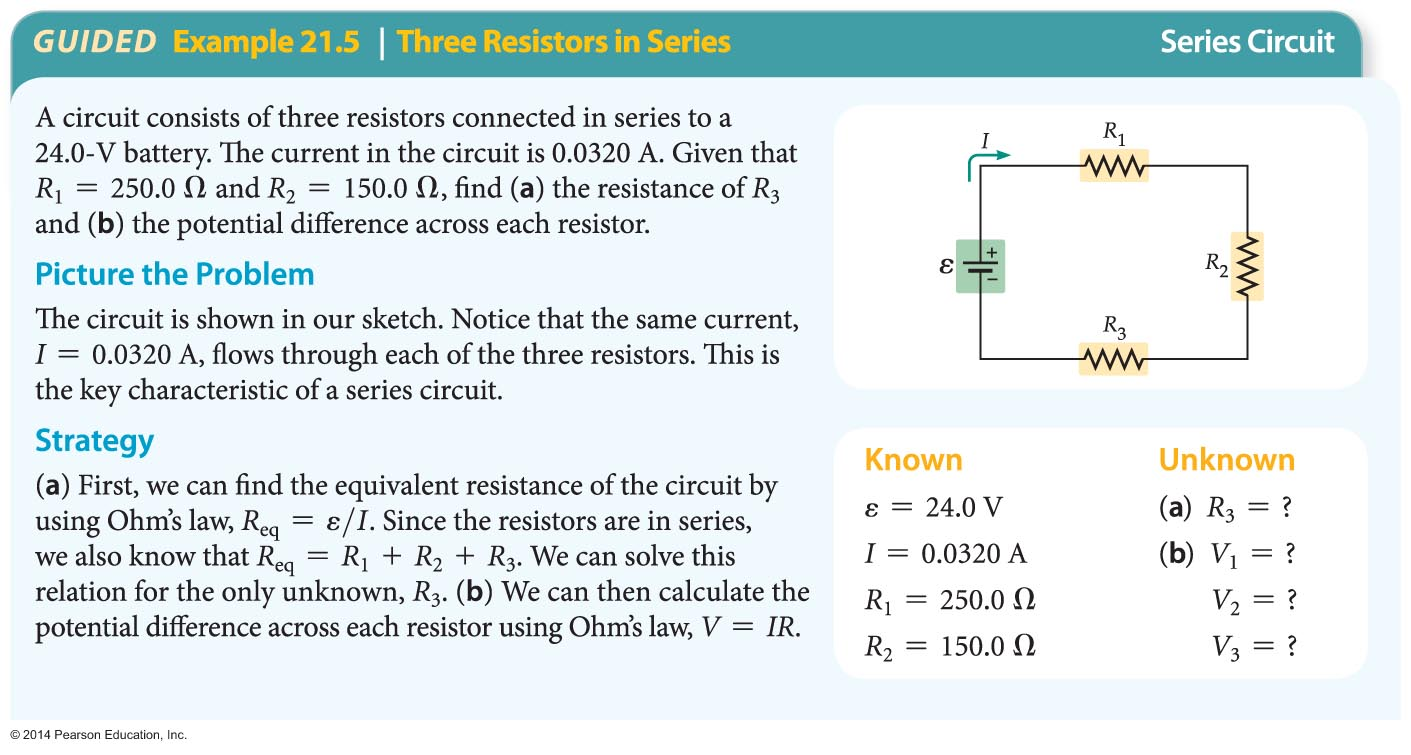 GUIDED Example 21.5 | Three Resistors in Series
Series Circuit
A circuit consists of three resistors connected in series to a
24.0-V battery. The current in the circuit is 0.0320 A. Given that
R₁ = 250.0 Ω and R₂ = 150.0 Ω, find (a) the resistance of R₃
and (b) the potential difference across each resistor.
Picture the Problem
The circuit is shown in our sketch. Notice that the same current,
I = 0.0320 A, flows through each of the three resistors. This is
the key characteristic of a series circuit.
Strategy
(a) First, we can find the equivalent resistance of the circuit by
using Ohm's law, Req = ε/I. Since the resistors are in series,
we also know that Req = R₁ + R₂ + R₃. We can solve this
relation for the only unknown, R₃. (b) We can then calculate the
potential difference across each resistor using Ohm's law, V = IR.
I
R₁
ε
+
−
R₂
R₃
Known
ε = 24.0 V
I = 0.0320 A
R₁ = 250.0 Ω
R₂ = 150.0 Ω
Unknown
(a) R₃ = ?
(b) V₁ = ?
V₂ = ?
V₃ = ?
© 2014 Pearson Education, Inc.